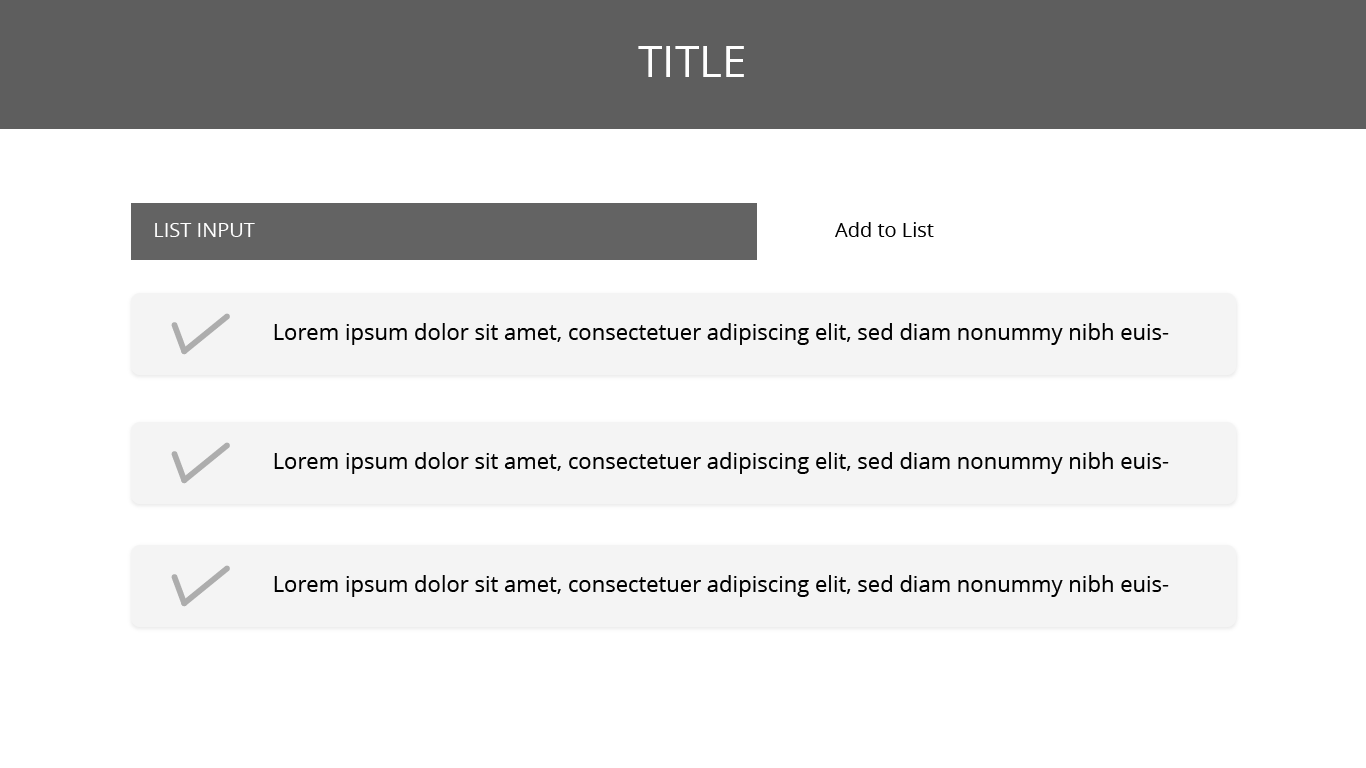 TITLE
LIST INPUT
Add to List
Lorem ipsum dolor sit amet, consectetuer adipiscing elit, sed diam nonummy nibh euis-
Lorem ipsum dolor sit amet, consectetuer adipiscing elit, sed diam nonummy nibh euis-
Lorem ipsum dolor sit amet, consectetuer adipiscing elit, sed diam nonummy nibh euis-